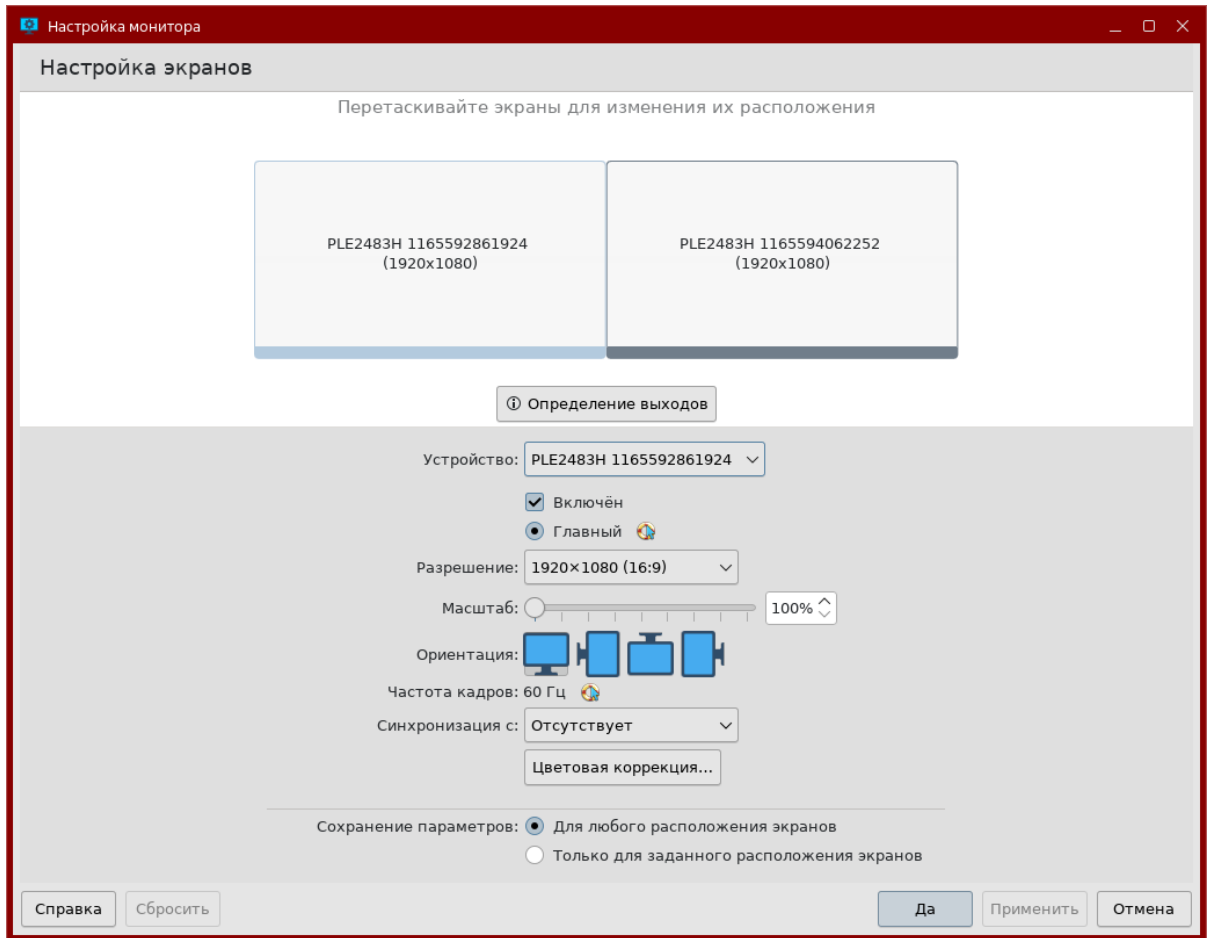 Настройка монитора
Настройка экранов
Перетаскивайте экраны для изменения их расположения
PLE2483H 1165592861924
(1920x1080)
PLE2483H 1165594062252
(1920x1080)
Определение выходов
Устройство: PLE2483H 1165592861924
Включён
Главный
Разрешение: 1920×1080 (16:9)
Масштаб: 100%
Ориентация:
Частота кадров: 60 Гц
Синхронизация с: Отсутствует
Цветовая коррекция...
Сохранение параметров: Для любого расположения экранов
Только для заданного расположения экранов
Справка Сбросить Да Применить Отмена